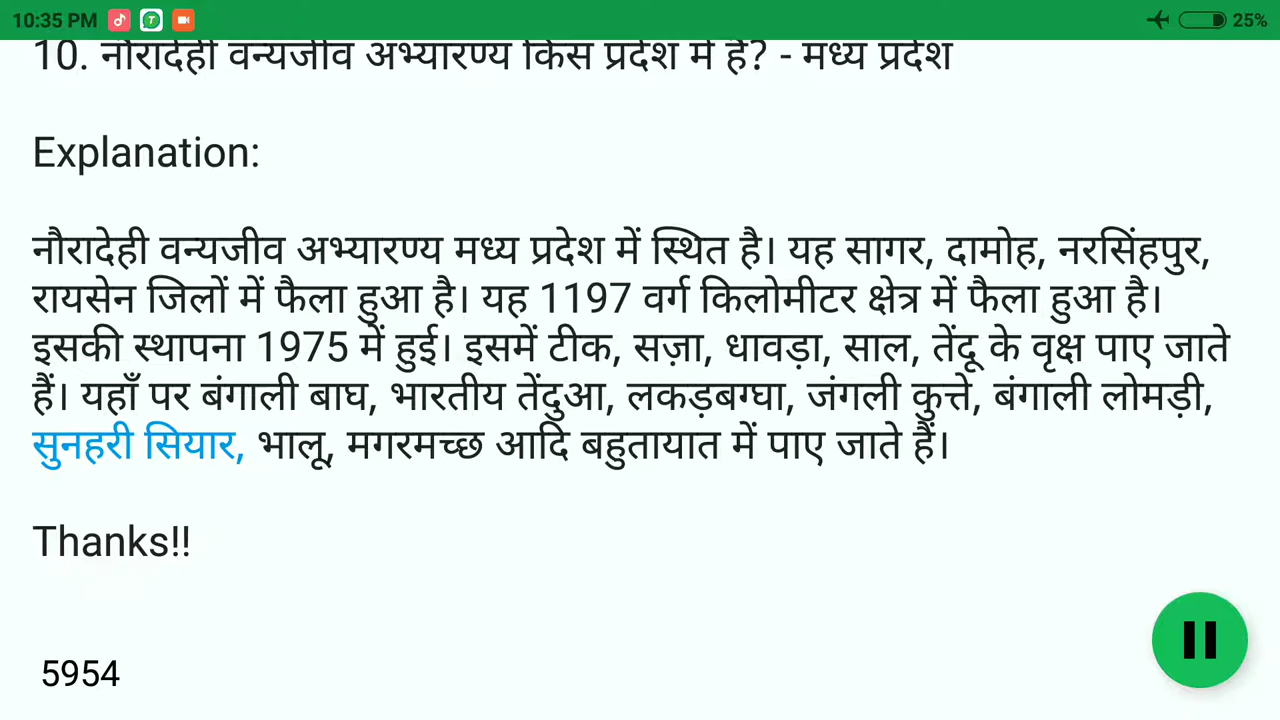 10:35 PM 25%
10. नौरादेही वन्यजीव अभ्यारण्य किस प्रदेश में है? - मध्य प्रदेश
Explanation:
नौरादेही वन्यजीव अभ्यारण्य मध्य प्रदेश में स्थित है। यह सागर, दामोह, नरसिंहपुर,
रायसेन जिलों में फैला हुआ है। यह 1197 वर्ग किलोमीटर क्षेत्र में फैला हुआ है।
इसकी स्थापना 1975 में हुई। इसमें टीक, सज़ा, धावड़ा, साल, तेंदू के वृक्ष पाए जाते
हैं। यहाँ पर बंगाली बाघ, भारतीय तेंदुआ, लकड़बग्घा, जंगली कुत्ते, बंगाली लोमड़ी,
सुनहरी सियार, भालू, मगरमच्छ आदि बहुतायात में पाए जाते हैं।
Thanks!!
5954